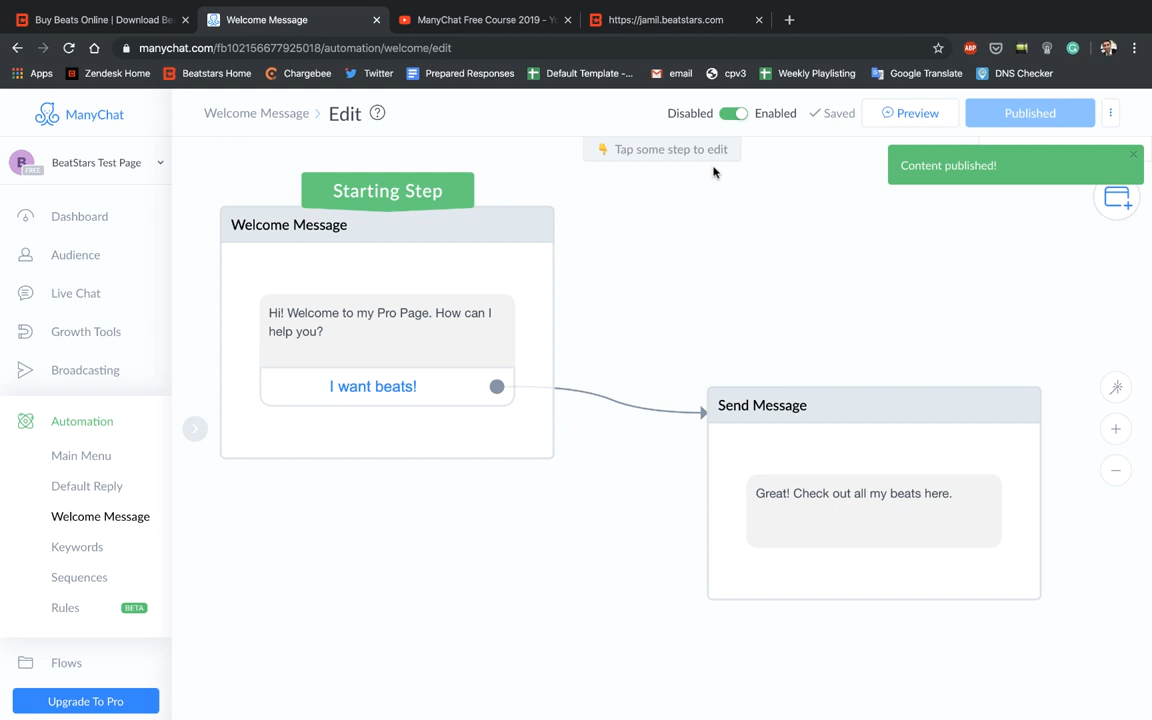 Buy Beats Online | Download Be
Welcome Message
ManyChat Free Course 2019 - Yo
https://jamil.beatstars.com
manychat.com/fb102156677925018/automation/welcome/edit
ABP
Apps
Zendesk Home
Beatstars Home
Chargebee
Twitter
Prepared Responses
Default Template -...
email
cpv3
Weekly Playlisting
Google Translate
DNS Checker
ManyChat
Welcome Message
Edit
Disabled
Enabled
Saved
Preview
Published
Tap some step to edit
Content published!
B
FREE
BeatStars Test Page
Dashboard
Audience
Live Chat
Growth Tools
Broadcasting
Automation
Main Menu
Default Reply
Welcome Message
Keywords
Sequences
Rules
BETA
Flows
Upgrade To Pro
Starting Step
Welcome Message
Hi! Welcome to my Pro Page. How can I
help you?
I want beats!
Send Message
Great! Check out all my beats here.